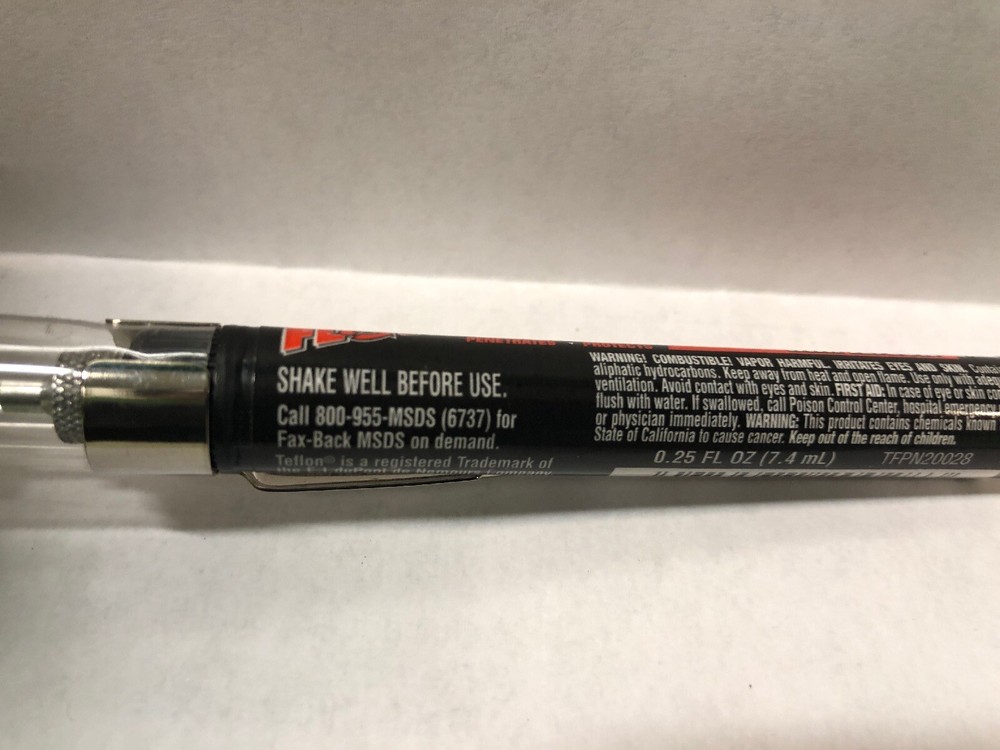 PENETRATES PROTECTS
SHAKE WELL BEFORE USE.
Call 800-955-MSDS (6737) for
Fax-Back MSDS on demand.
Teflon® is a registered Trademark of
WARNING! COMBUSTIBLE! VAPOR HARMFUL. IRRITATES EYES AND SKIN.
aliphatic hydrocarbons. Keep away from heat and open flame. Use only with
ventilation. Avoid contact with eyes and skin. FIRST AID: In case of eye or skin
flush with water. If swallowed, call Poison Control Center, hospital emergency
or physician immediately. WARNING: This product contains chemicals known
State of California to cause cancer. Keep out of the reach of children.
0.25 FL OZ (7.4 mL) TFPN20028